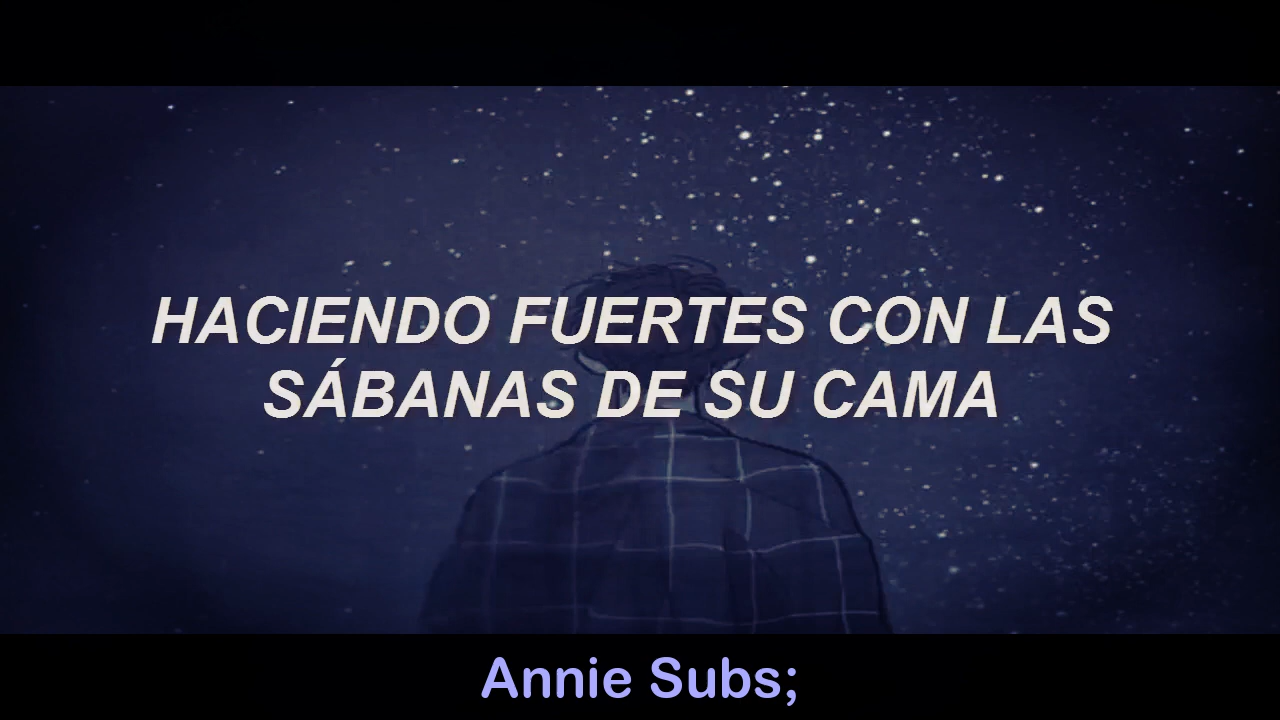 HACIENDO FUERTES CON LAS
SÁBANAS DE SU CAMA
Annie Subs;